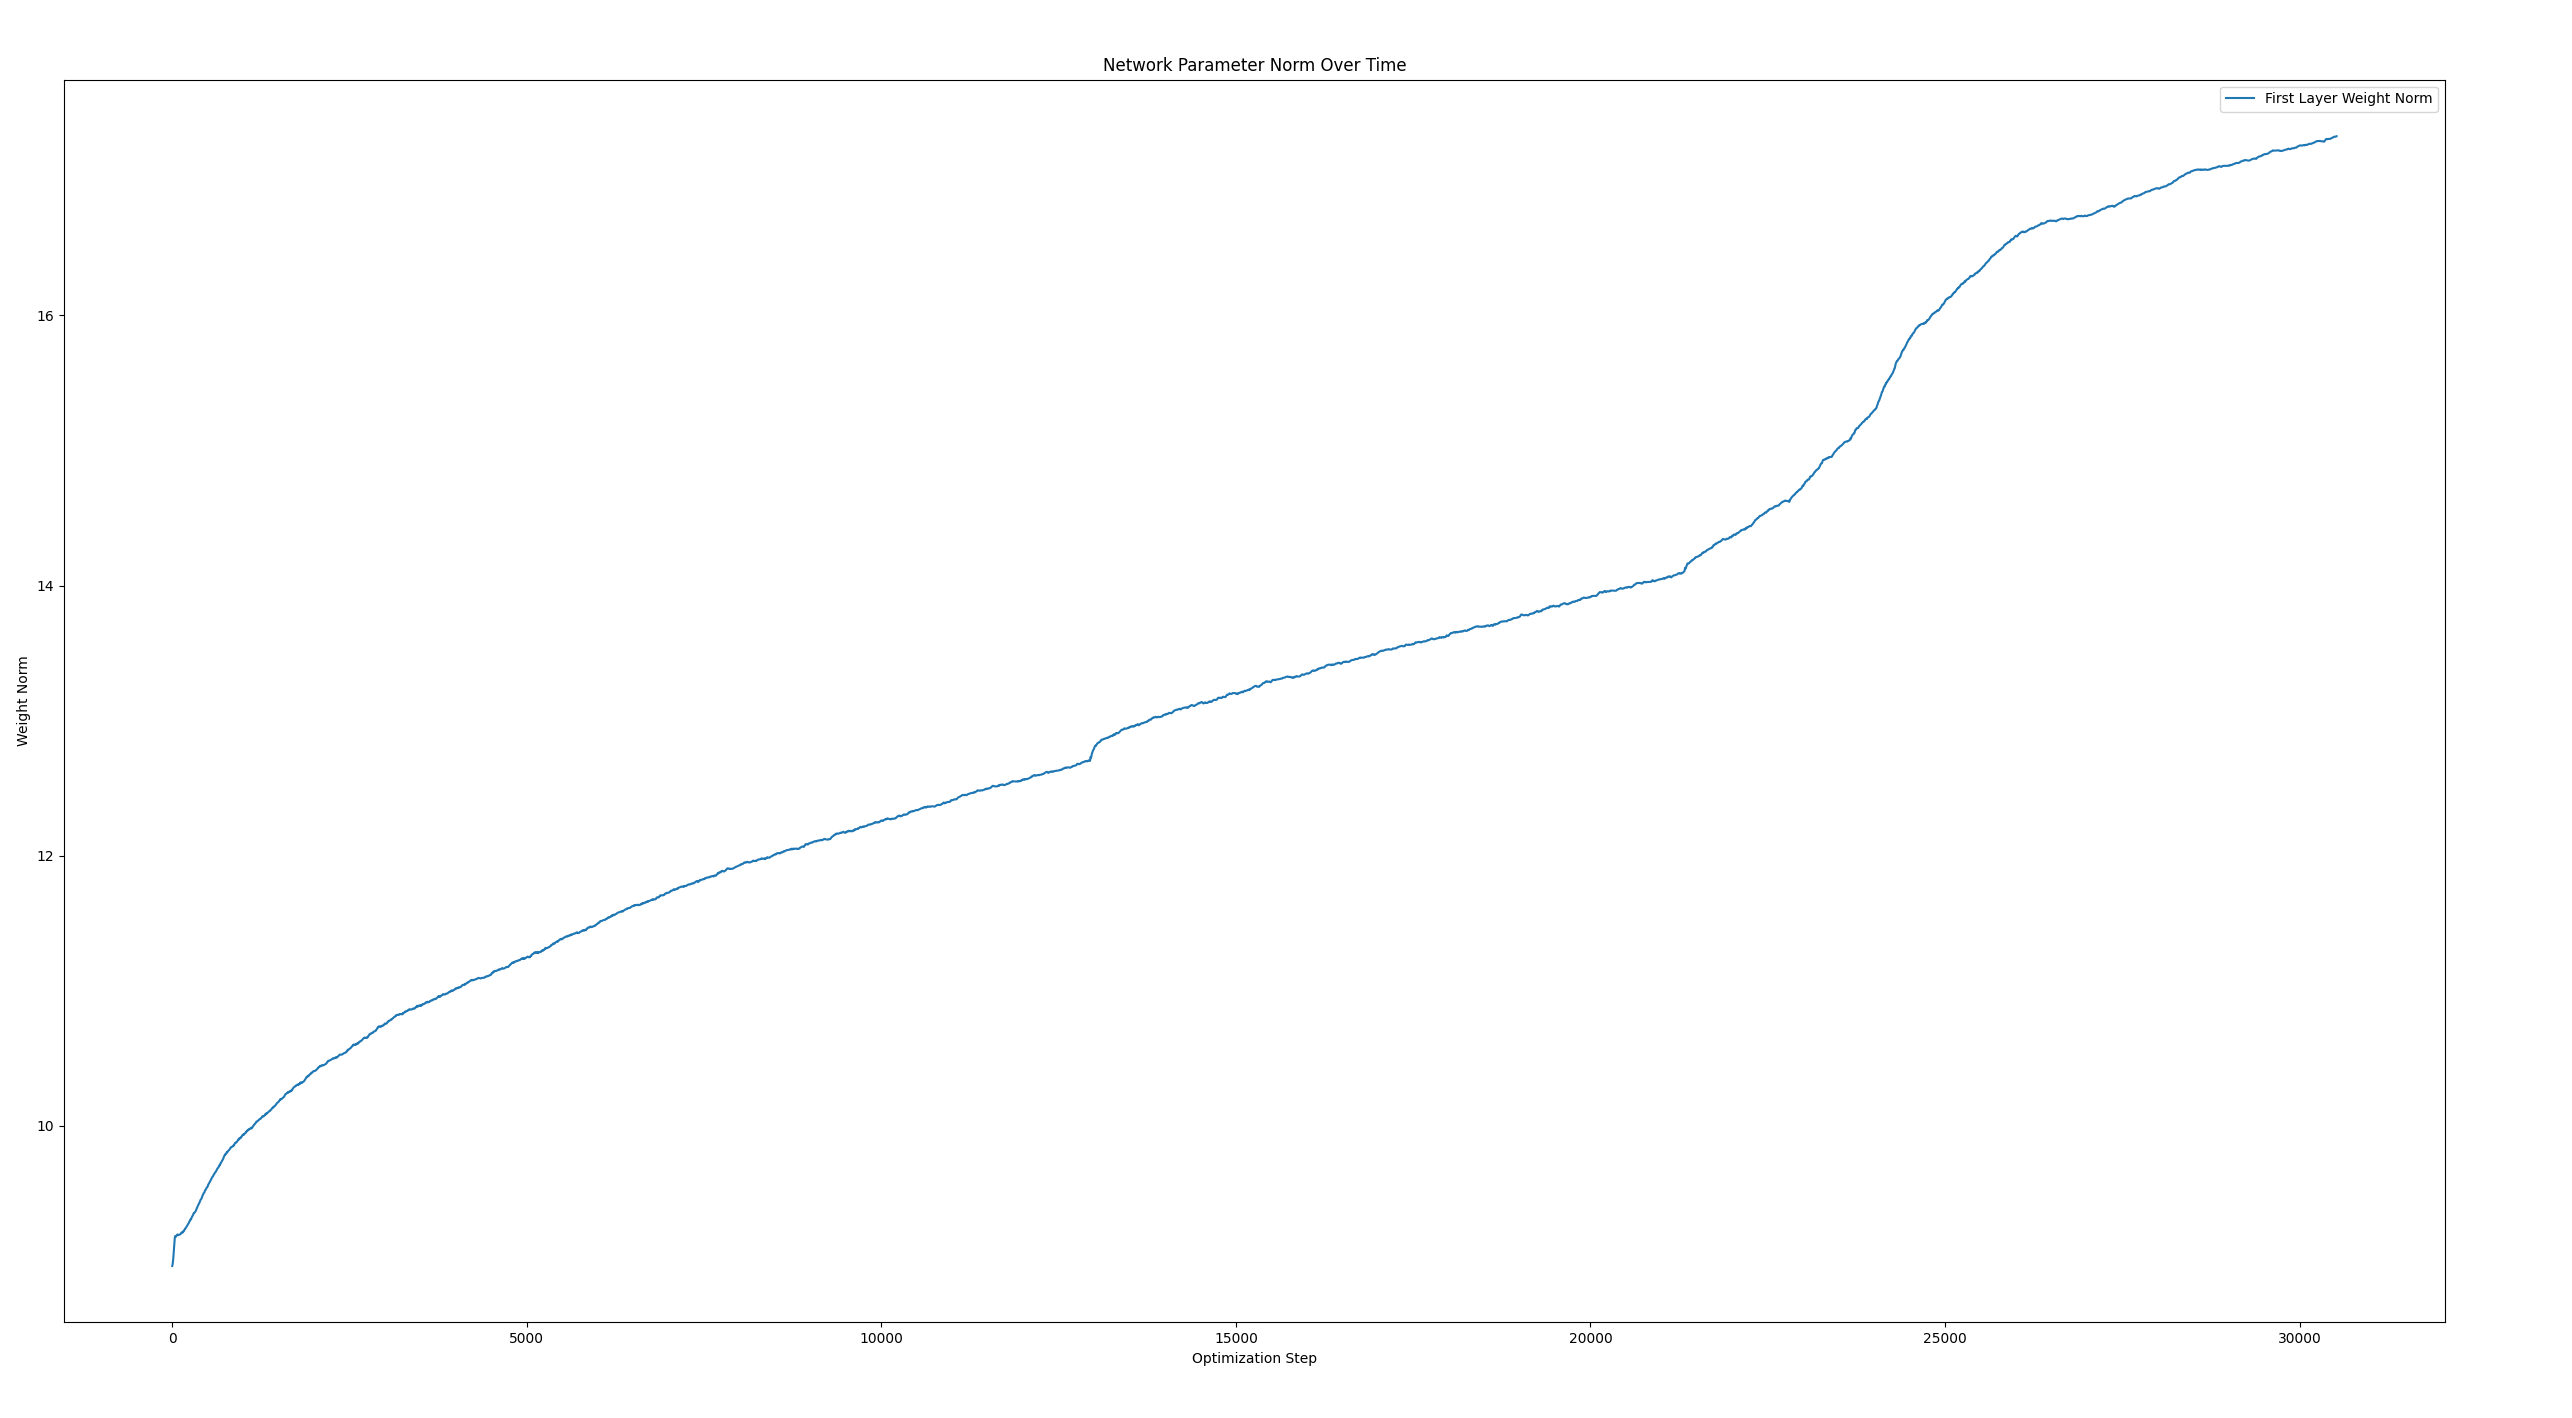 Network Parameter Norm Over Time
First Layer Weight Norm
Weight Norm
16
14
12
10
0 5000 10000 15000 20000 25000 30000
Optimization Step